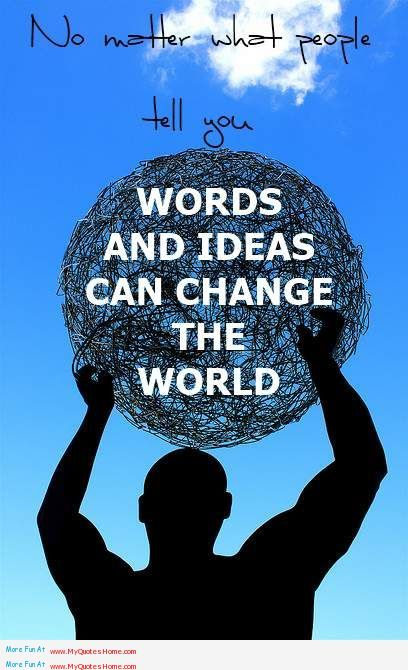 No matter what people
tell you
WORDS
AND IDEAS
CAN CHANGE
THE
WORLD
More Fun At www.MyQuotesHome.com
More Fun At www.MyQuotesHome.com